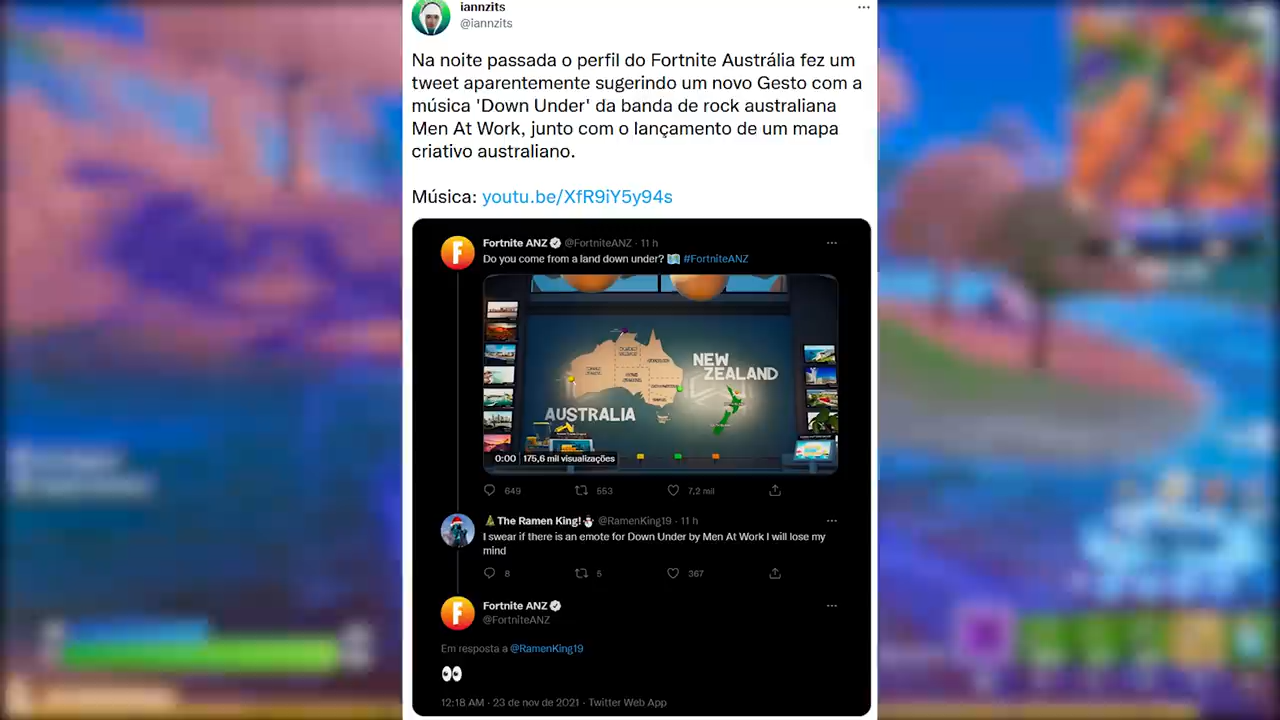 iannzits
@iannzits
Na noite passada o perfil do Fortnite Austrália fez um
tweet aparentemente sugerindo um novo Gesto com a
música 'Down Under' da banda de rock australiana
Men At Work, junto com o lançamento de um mapa
criativo australiano.
Música: youtu.be/XfR9iY5y94s
Fortnite ANZ @FortniteANZ · 11 h
Do you come from a land down under? #FortniteANZ
NEW
ZEALAND
AUSTRALIA
0:00 175,6 mil visualizações
649 553 7,2 mil
The Ramen King! @RamenKing19 · 11 h
I swear if there is an emote for Down Under by Men At Work I will lose my
mind
8 5 367
Fortnite ANZ
@FortniteANZ
Em resposta a @RamenKing19
👀
12:18 AM · 23 de nov de 2021 · Twitter Web App